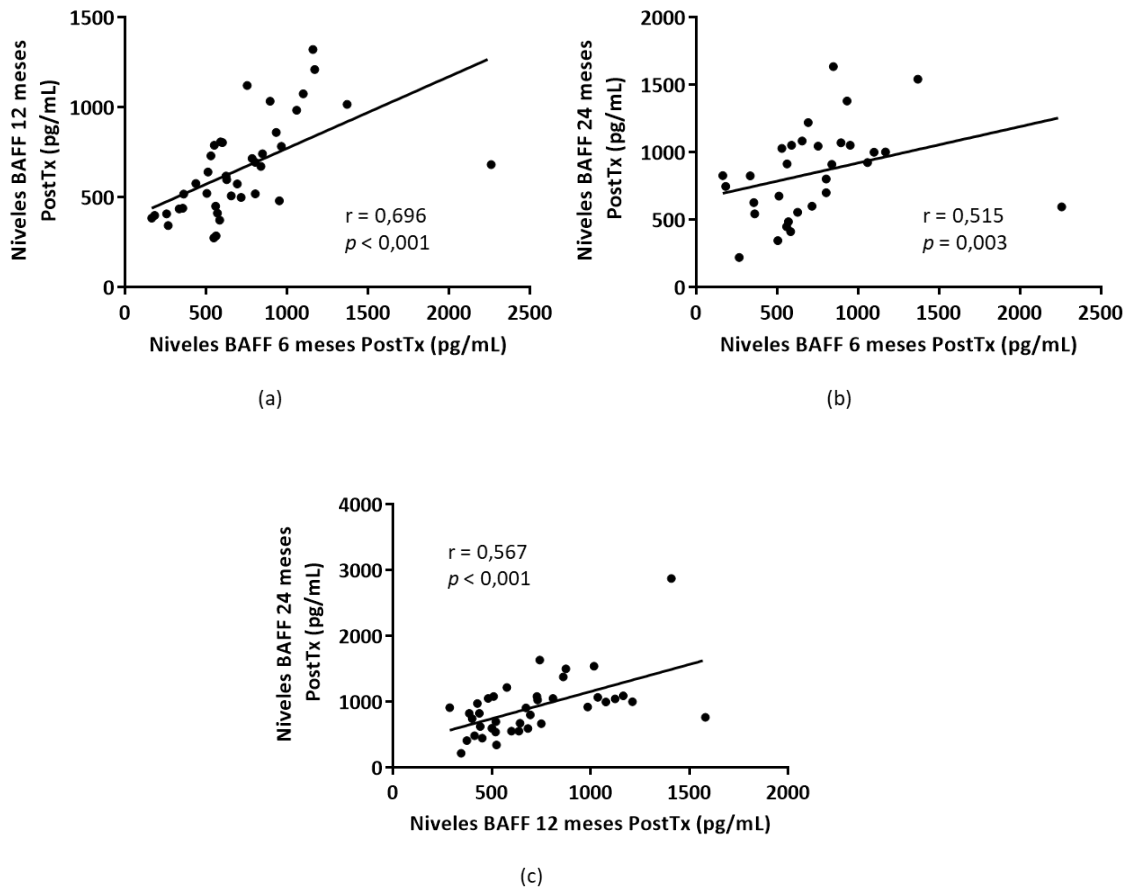 Niveles BAFF 12 meses
PostTx (pg/mL)
1500
1000
500
0
r = 0,696
p < 0,001
0 500 1000 1500 2000 2500
Niveles BAFF 6 meses PostTx (pg/mL)
(a)
Niveles BAFF 24 meses
PostTx (pg/mL)
2000
1500
1000
500
0
r = 0,515
p = 0,003
0 500 1000 1500 2000 2500
Niveles BAFF 6 meses PostTx (pg/mL)
(b)
Niveles BAFF 24 meses
PostTx (pg/mL)
4000
3000
2000
1000
0
r = 0,567
p < 0,001
0 500 1000 1500 2000
Niveles BAFF 12 meses PostTx (pg/mL)
(c)